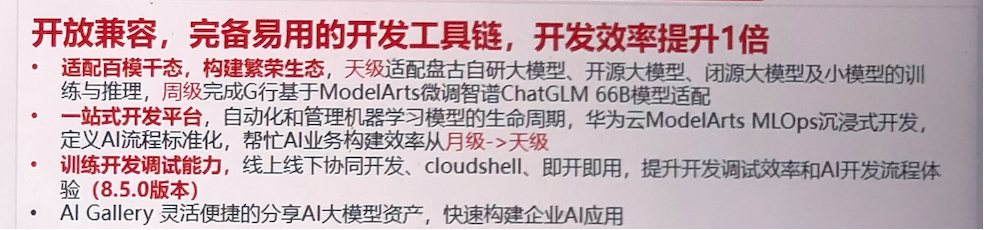 开放兼容，完备易用的开发工具链，开发效率提升1倍
• 适配百模千态，构建繁荣生态，天级适配盘古自研大模型、开源大模型、闭源大模型及小模型的训
练与推理，周级完成G行基于ModelArts微调智谱ChatGLM 66B模型适配
• 一站式开发平台，自动化和管理机器学习模型的生命周期，华为云ModelArts MLOps沉浸式开发，
定义AI流程标准化，帮忙AI业务构建效率从月级->天级
• 训练开发调试能力，线上线下协同开发、cloudshell、即开即用，提升开发调试效率和AI开发流程体
验（8.5.0版本）
• AI Gallery 灵活便捷的分享AI大模型资产，快速构建企业AI应用